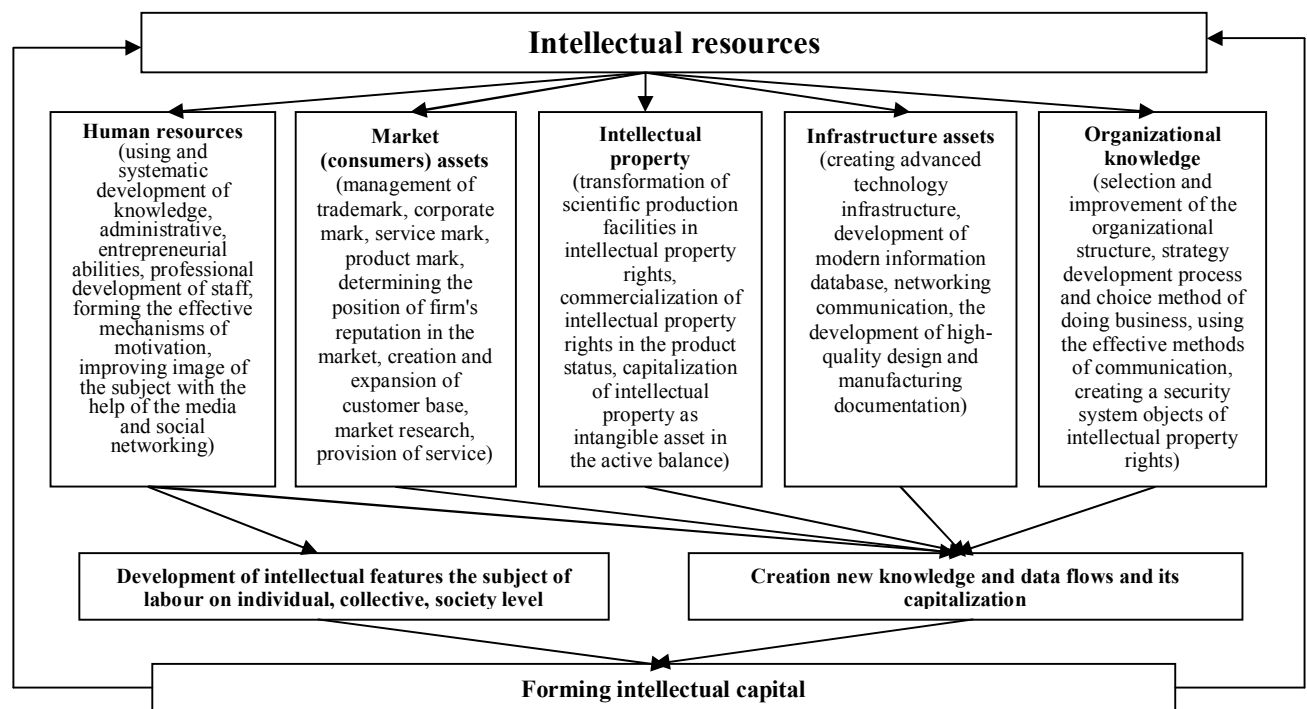 Intellectual resources
Human resources
(using and
systematic
development of
knowledge,
administrative,
entrepreneurial
abilities, professional
development of staff,
forming the effective
mechanisms of
motivation,
improving image of
the subject with the
help of the media
and social
networking)
Market
(consumers) assets
(management of
trademark, corporate
mark, service mark,
product mark,
determining the
position of firm's
reputation in the
market, creation and
expansion of
customer base,
market research,
provision of service)
Intellectual
property
(transformation of
scientific production
facilities in
intellectual property
rights,
commercialization of
intellectual property
rights in the product
status, capitalization
of intellectual
property as
intangible asset in
the active balance)
Infrastructure assets
(creating advanced
technology
infrastructure,
development of
modern information
database, networking
communication, the
development of high-
quality design and
manufacturing
documentation)
Organizational
knowledge
(selection and
improvement of the
organizational
structure, strategy
development process
and choice method of
doing business, using
the effective methods
of communication,
creating a security
system objects of
intellectual property
rights)
Development of intellectual features the subject of
labour on individual, collective, society level
Creation new knowledge and data flows and its
capitalization
Forming intellectual capital